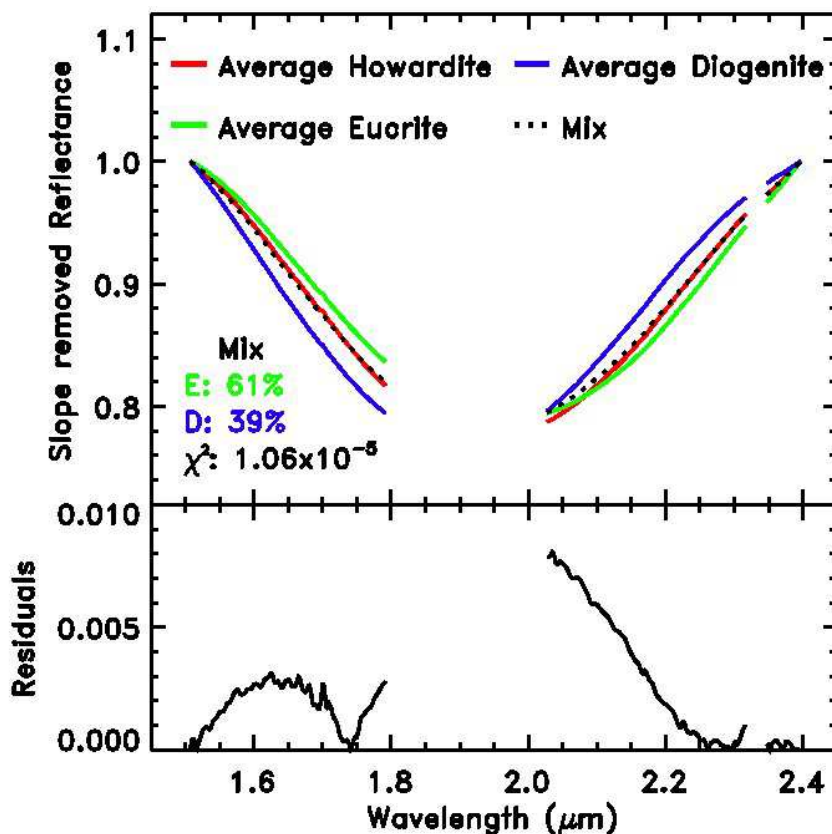 Slope removed Reflectance
1.1
1.0
0.9
0.8
Average Howardite
Average Diogenite
Average Euorite
Mix
Mix
E: 61%
D: 39%
χ²: 1.06x10⁻⁵
Residuals
0.010
0.005
0.000
1.6 1.8 2.0 2.2 2.4
Wavelength (μm)